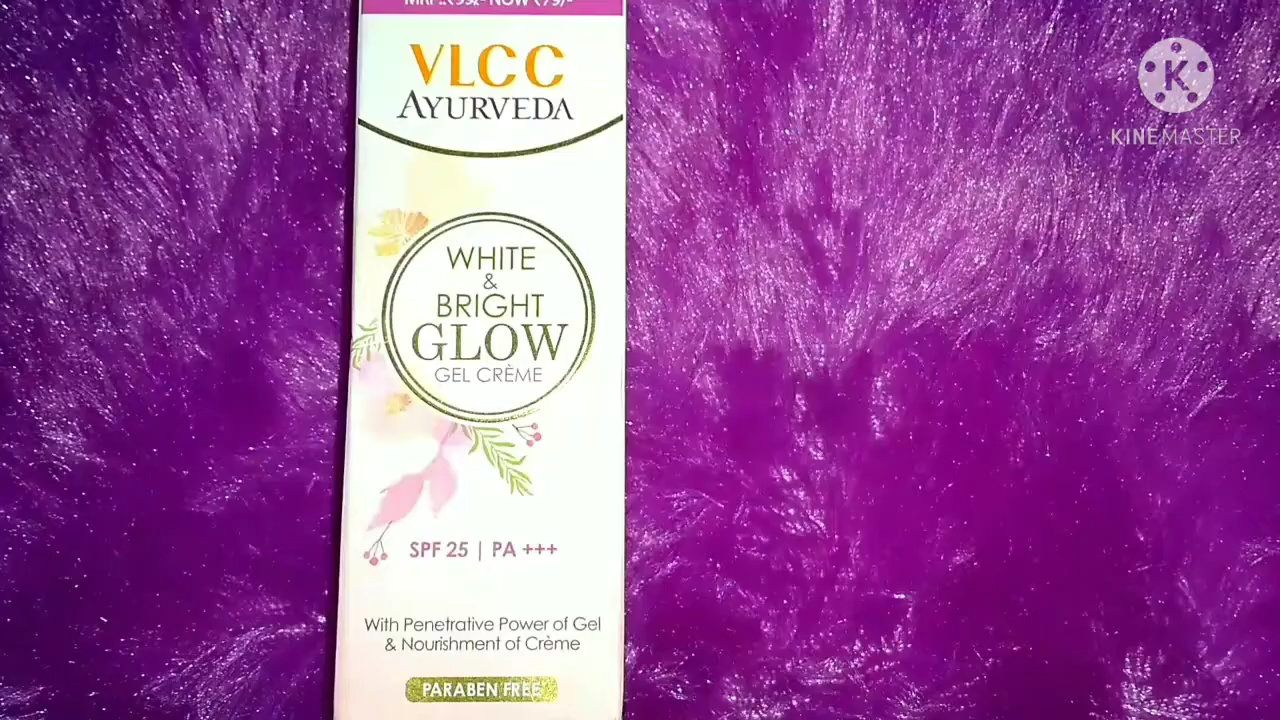 NOW
VLCC
AYURVEDA
WHITE
&
BRIGHT
GLOW
GEL CRÈME
SPF 25 | PA +++
With Penetrative Power of Gel
& Nourishment of Crème
PARABEN FREE
K
KINEMASTER